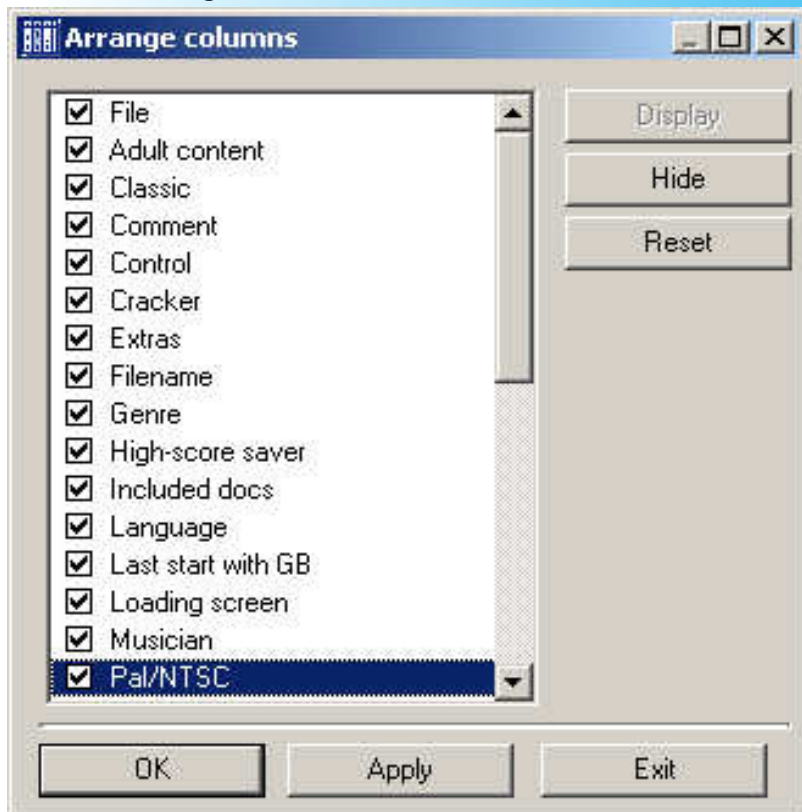 Arrange columns
File
Adult content
Classic
Comment
Control
Cracker
Extras
Filename
Genre
High-score saver
Included docs
Language
Last start with GB
Loading screen
Musician
Pal/NTSC
Display
Hide
Reset
OK
Apply
Exit